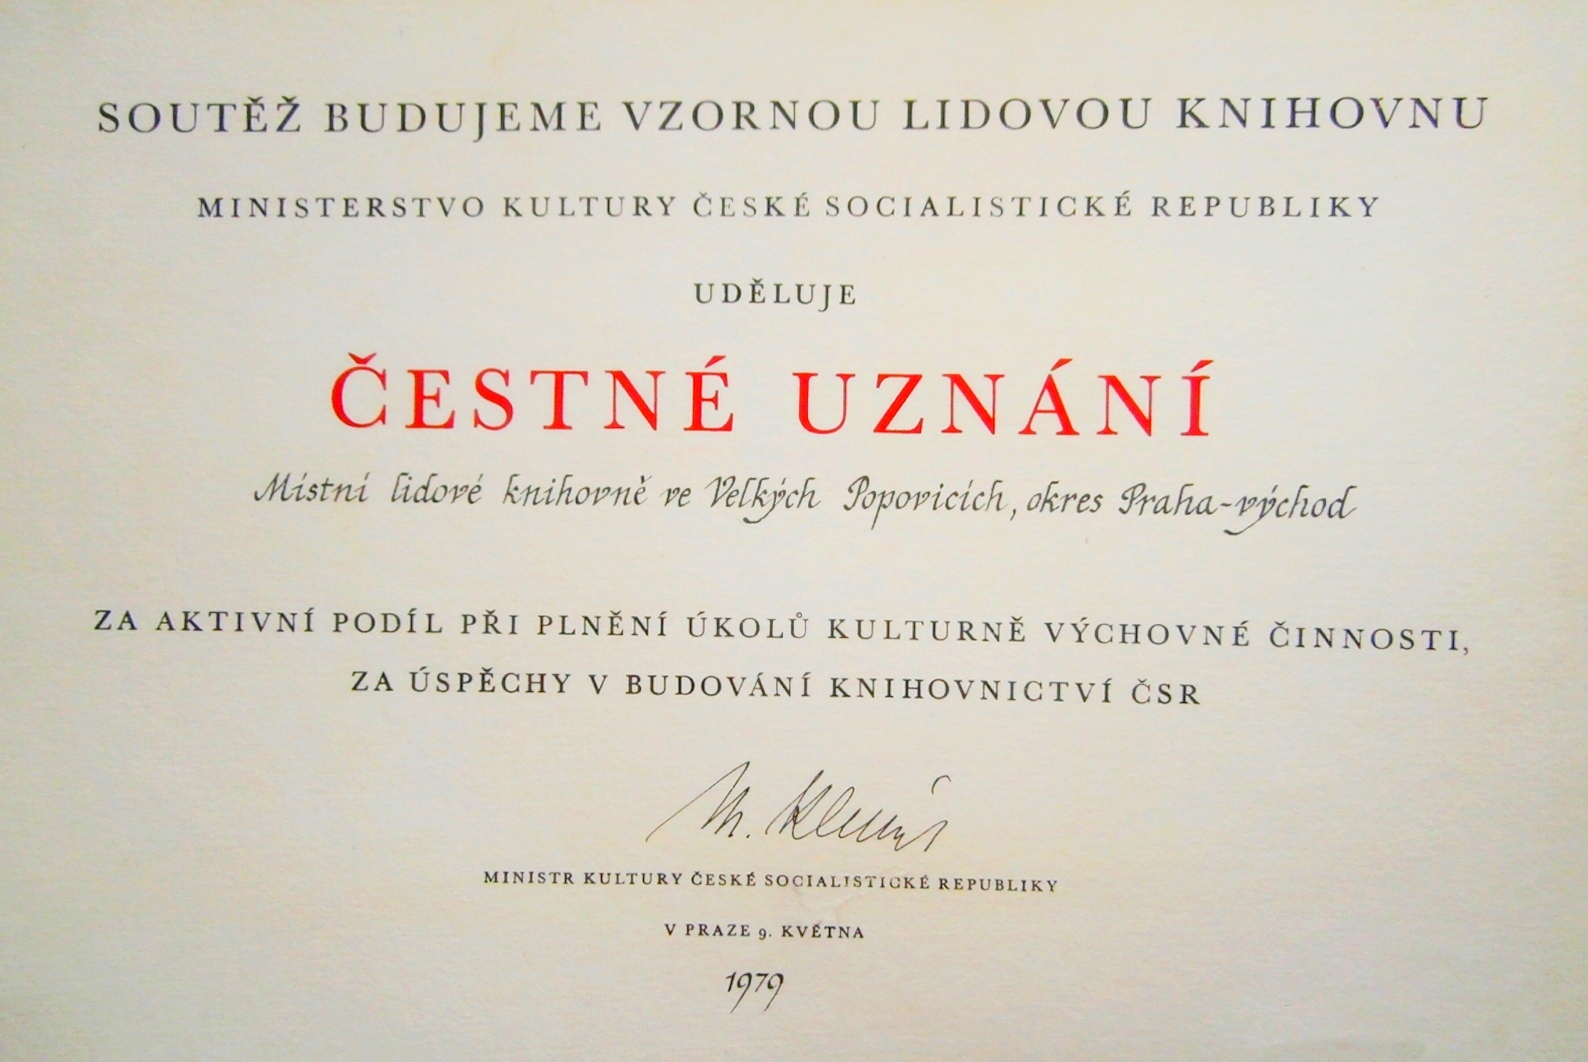 SOUTĚŽ BUDUJEME VZORNOU LIDOVOU KNIHOVNU
MINISTERSTVO KULTURY ČESKÉ SOCIALISTICKÉ REPUBLIKY
UDĚLUJE
ČESTNÉ UZNÁNÍ
Místní lidové knihovně ve Velkých Popovicích, okres Praha-východ
ZA AKTIVNÍ PODÍL PŘI PLNĚNÍ ÚKOLŮ KULTURNĚ VÝCHOVNÉ ČINNOSTI,
ZA ÚSPĚCHY V BUDOVÁNÍ KNIHOVNICTVÍ ČSR
MINISTR KULTURY ČESKÉ SOCIALISTICKÉ REPUBLIKY
V PRAZE 9. KVĚTNA
1979